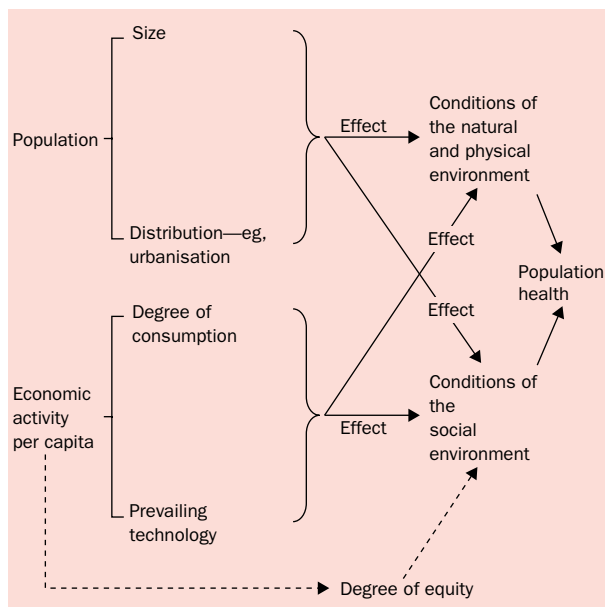 Size
Population
Distribution—eg,
urbanisation
Degree of
consumption
Economic
activity
per capita
Prevailing
technology
Effect
Effect
Effect
Effect
Conditions of
the natural
and physical
environment
Population
health
Conditions of
the
social
environment
Degree of equity